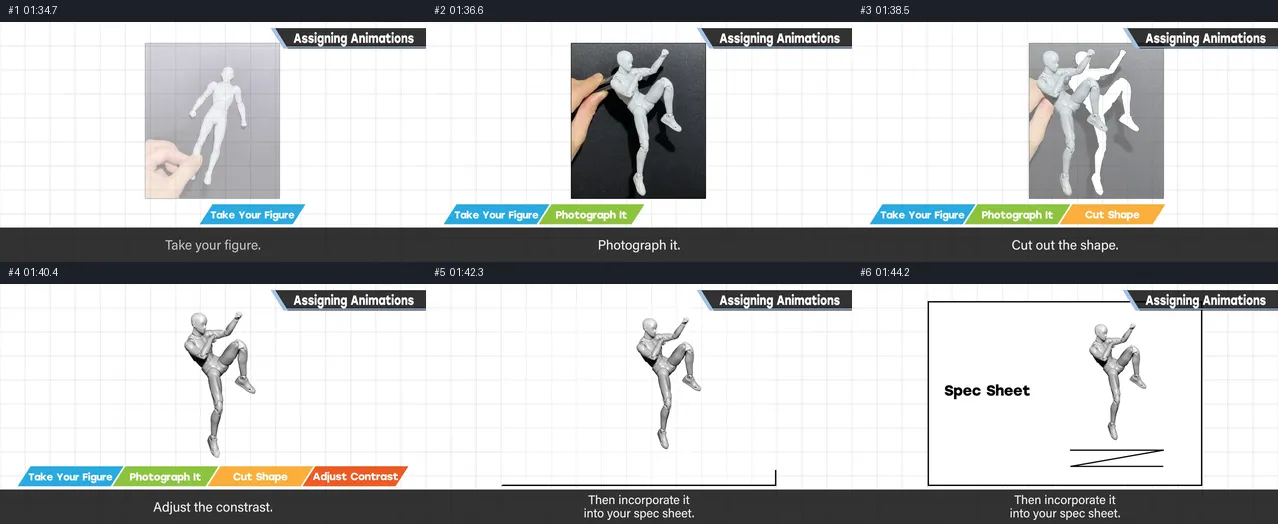 #1 01:34.7
Assigning Animations
Take Your Figure
Take your figure.
#2 01:36.6
Assigning Animations
Take Your Figure
Photograph It
Photograph it.
#3 01:38.5
Assigning Animations
Take Your Figure
Photograph It
Cut Shape
Cut out the shape.
#4 01:40.4
Assigning Animations
Take Your Figure
Photograph It
Cut Shape
Adjust Contrast
Adjust the constrast.
#5 01:42.3
Assigning Animations
Then incorporate it
into your spec sheet.
#6 01:44.2
Assigning Animations
Spec Sheet
Then incorporate it
into your spec sheet.